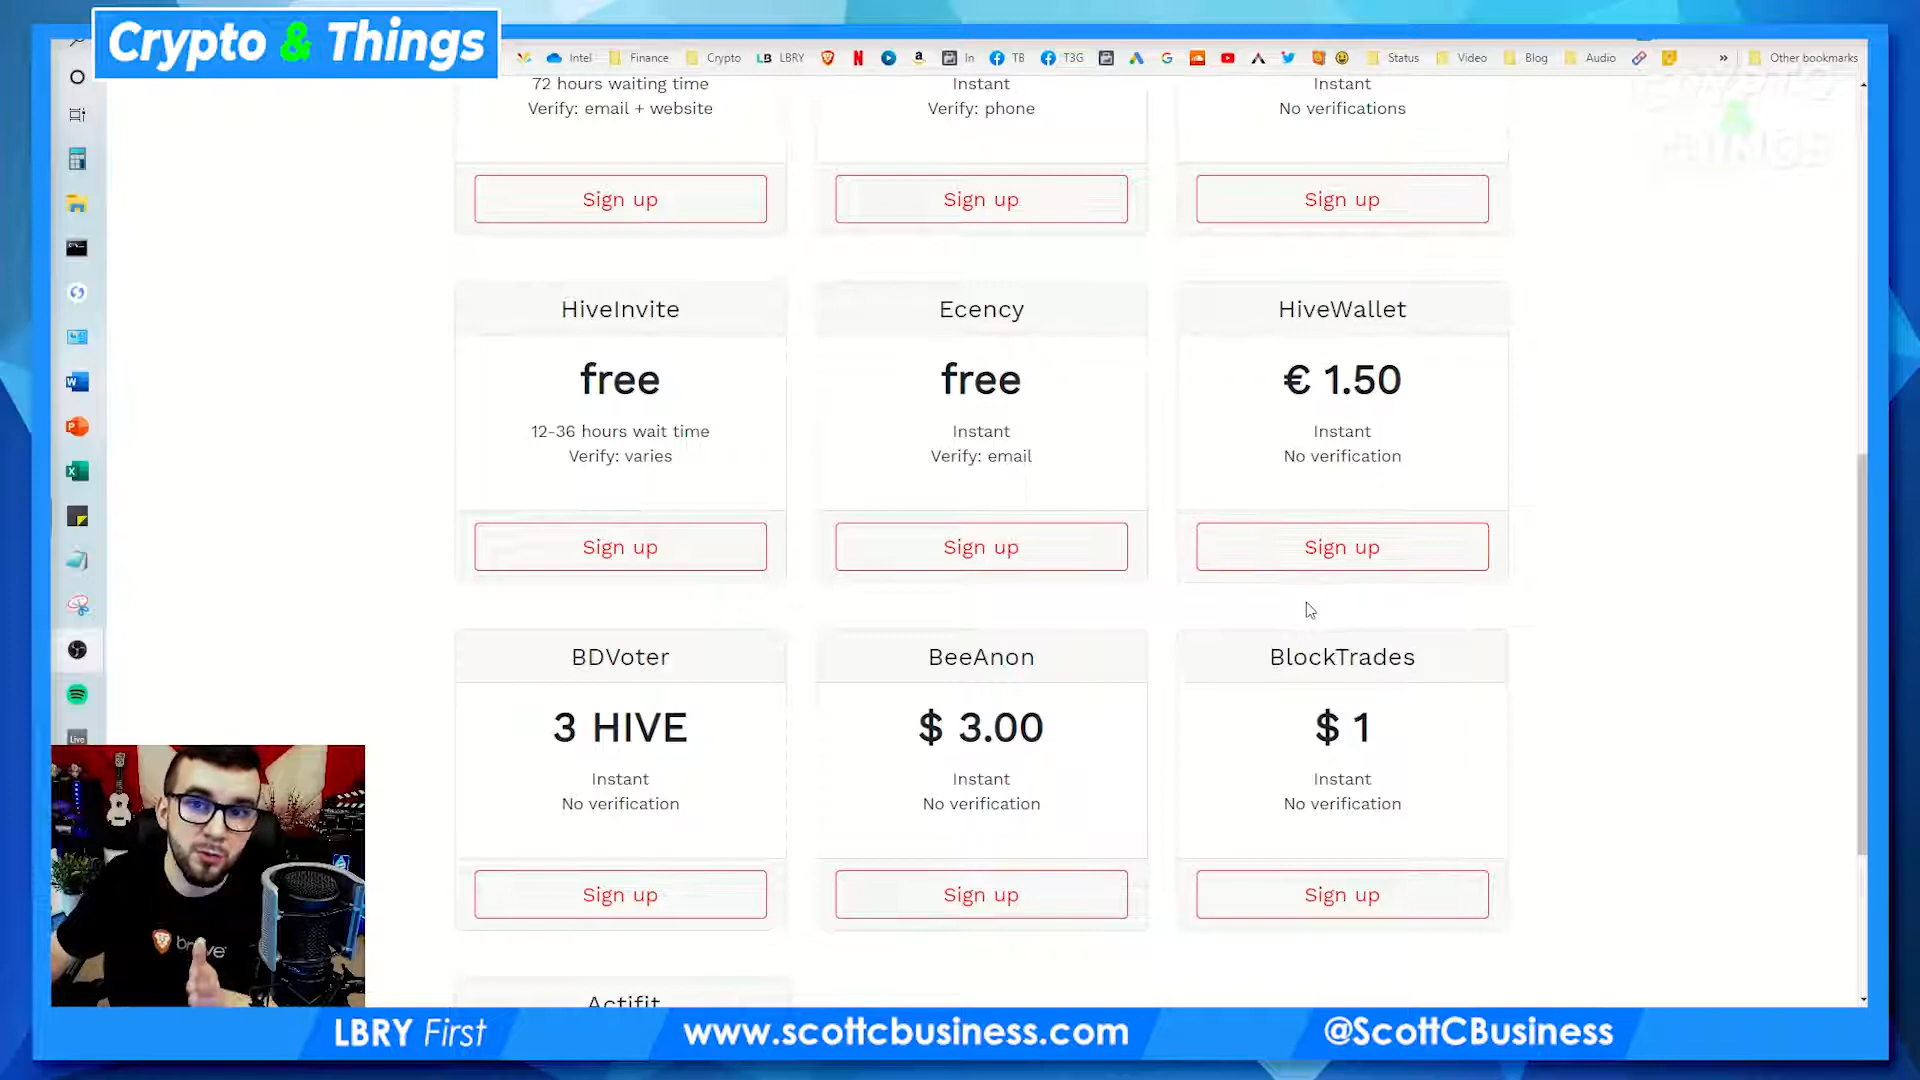 Crypto & Things
Intel
Finance
Crypto
LBRY
In
TB
T3G
Status
Video
Blog
Audio
»
Other bookmarks
72 hours waiting time
Verify: email + website
Sign up
Instant
Verify: phone
Sign up
Instant
No verifications
Sign up
HiveInvite
free
12-36 hours wait time
Verify: varies
Sign up
Ecency
free
Instant
Verify: email
Sign up
HiveWallet
€ 1.50
Instant
No verification
Sign up
BDVoter
3 HIVE
Instant
No verification
Sign up
BeeAnon
$ 3.00
Instant
No verification
Sign up
BlockTrades
$ 1
Instant
No verification
Sign up
Actifit
Live
brave
LBRY First
www.scottcbusiness.com
@ScottCBusiness